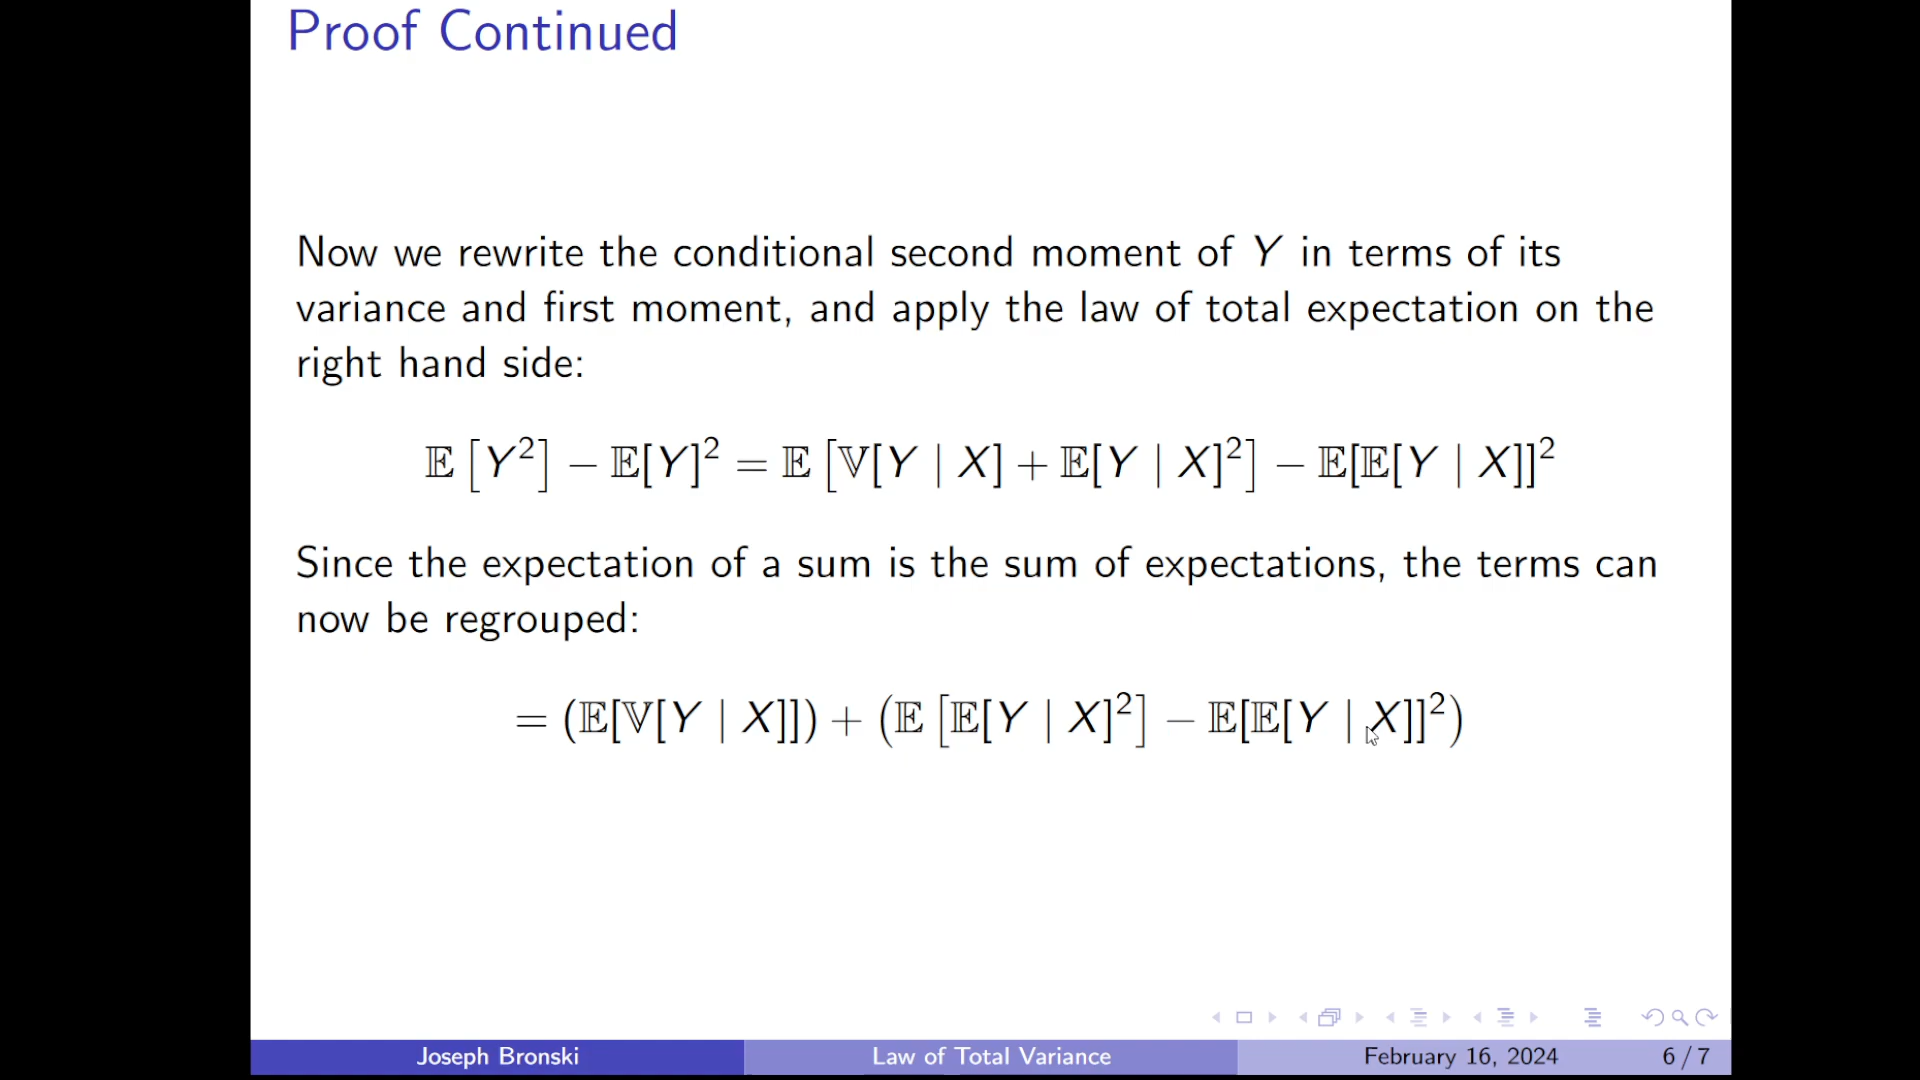 Proof Continued
Now we rewrite the conditional second moment of Y in terms of its
variance and first moment, and apply the law of total expectation on the
right hand side:
𝔼 [Y²] − 𝔼[Y]² = 𝔼 [𝕍[Y | X] + 𝔼[Y | X]²] − 𝔼[𝔼[Y | X]]²
Since the expectation of a sum is the sum of expectations, the terms can
now be regrouped:
= (𝔼[𝕍[Y | X]]) + (𝔼 [𝔼[Y | X]²] − 𝔼[𝔼[Y | X]]²)
Joseph Bronski Law of Total Variance February 16, 2024 6 / 7